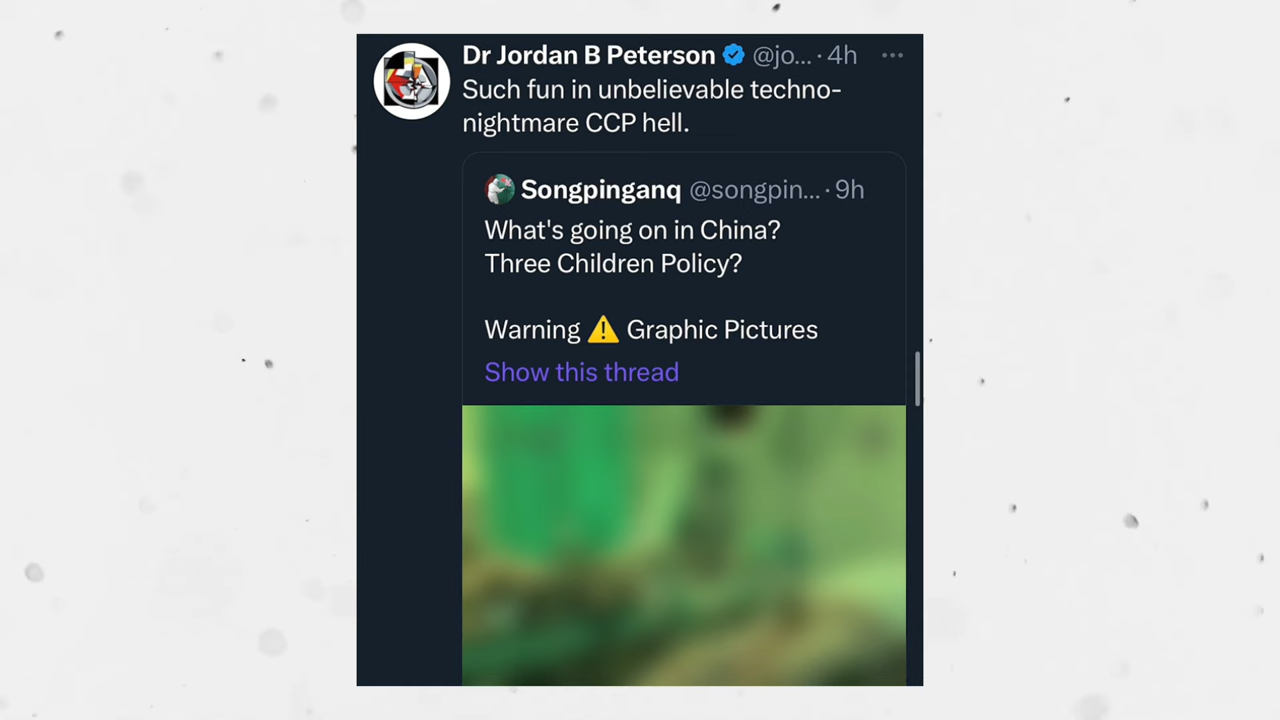 Dr Jordan B Peterson @jo... · 4h
Such fun in unbelievable techno-
nightmare CCP hell.
Songpinganq @songpin... · 9h
What's going on in China?
Three Children Policy?
Warning ⚠️ Graphic Pictures
Show this thread